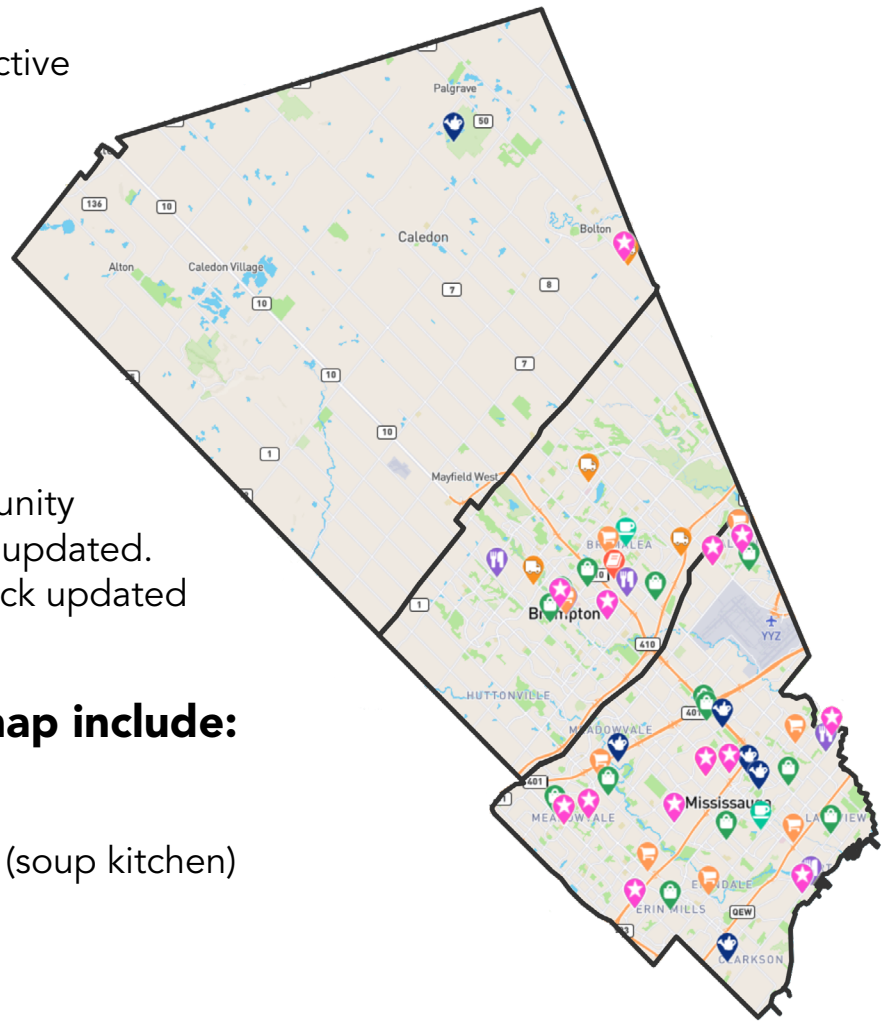 ctive
Palgrave
50
136
10
Bolton
Caledon
Alton
Caledon Village
7
8
10
7
10
10
1
Mayfield West
unity
updated.
ck updated
1
Brampton
410
YYZ
HUTTONVILLE
401
nap include:
MEADOWVALE
401
Mississauga
(soup kitchen)
ERIN MILLS
QEW
CLARKSON